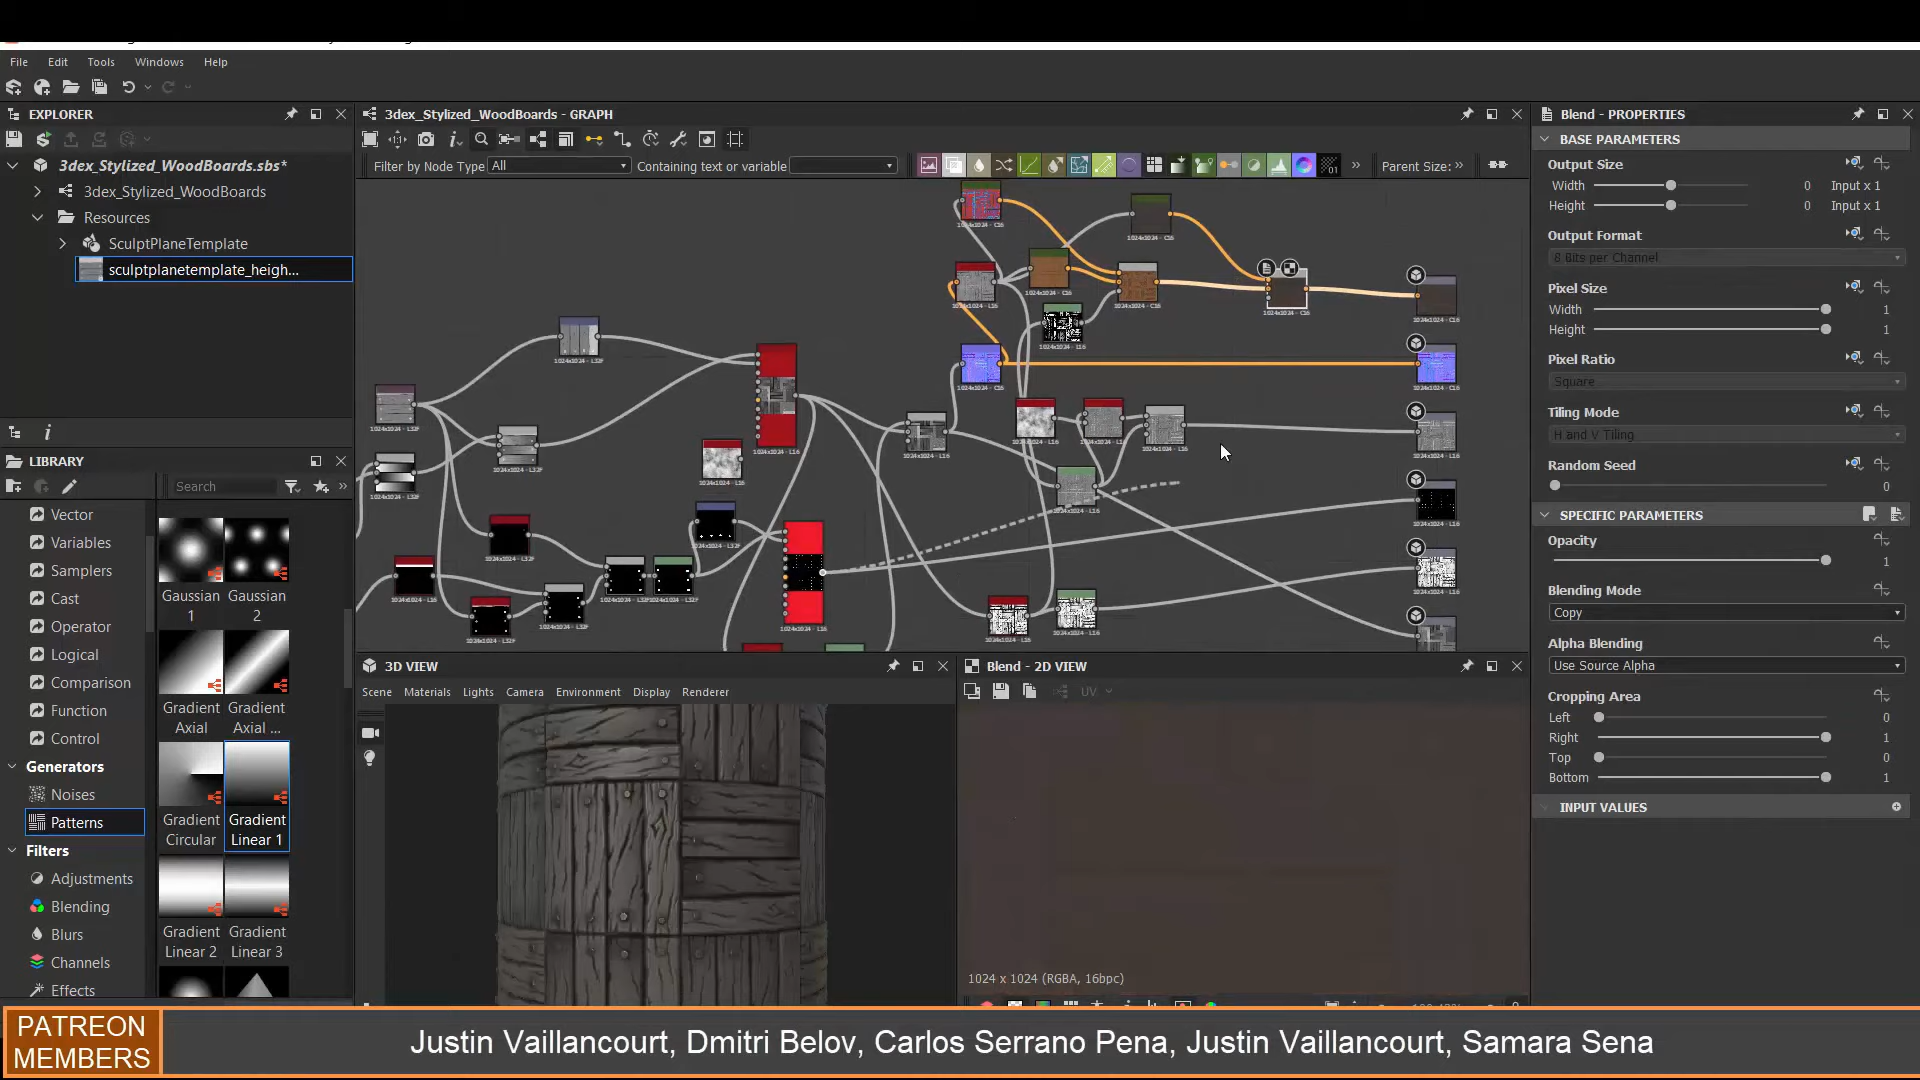 File Edit Tools Windows Help
EXPLORER
3dex_Stylized_WoodBoards.sbs*
3dex_Stylized_WoodBoards
Resources
SculptPlaneTemplate
sculptplanetemplate_heigh...
LIBRARY
Search
Vector
Variables
Samplers
Cast
Operator
Logical
Comparison
Function
Control
Generators
Noises
Patterns
Filters
Adjustments
Blending
Blurs
Channels
Effects
Gaussian 1
Gaussian 2
Gradient Axial
Gradient Axial ...
Gradient Circular
Gradient Linear 1
Gradient Linear 2
Gradient Linear 3
3dex_Stylized_WoodBoards - GRAPH
Filter by Node Type All
Containing text or variable
Parent Size: »
3D VIEW
Scene Materials Lights Camera Environment Display Renderer
Blend - 2D VIEW
UV
1024 x 1024 (RGBA, 16bpc)
Blend - PROPERTIES
BASE PARAMETERS
Output Size
Width 0 Input x 1
Height 0 Input x 1
Output Format
8 Bits per Channel
Pixel Size
Width 1
Height 1
Pixel Ratio
Square
Tiling Mode
H and V Tiling
Random Seed
0
SPECIFIC PARAMETERS
Opacity
1
Blending Mode
Copy
Alpha Blending
Use Source Alpha
Cropping Area
Left 0
Right 1
Top 0
Bottom 1
INPUT VALUES
PATREON
MEMBERS
Justin Vaillancourt, Dmitri Belov, Carlos Serrano Pena, Justin Vaillancourt, Samara Sena